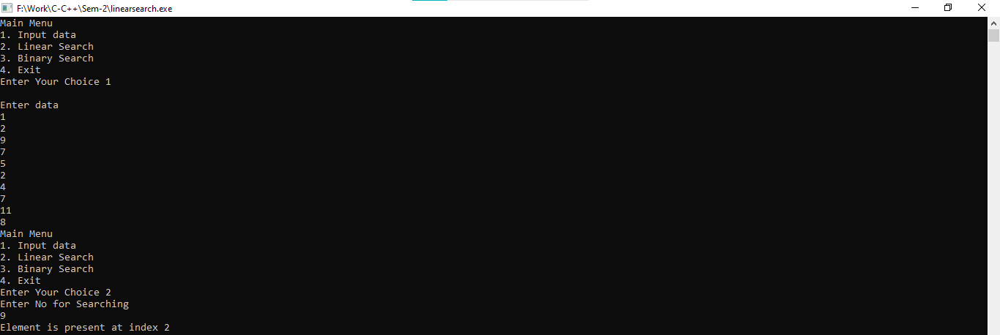 F:\Work\C-C++\Sem-2\linearsearch.exe
Main Menu
1. Input data
2. Linear Search
3. Binary Search
4. Exit
Enter Your Choice 1
Enter data
1
2
9
7
5
2
4
7
11
8
Main Menu
1. Input data
2. Linear Search
3. Binary Search
4. Exit
Enter Your Choice 2
Enter No for Searching
9
Element is present at index 2